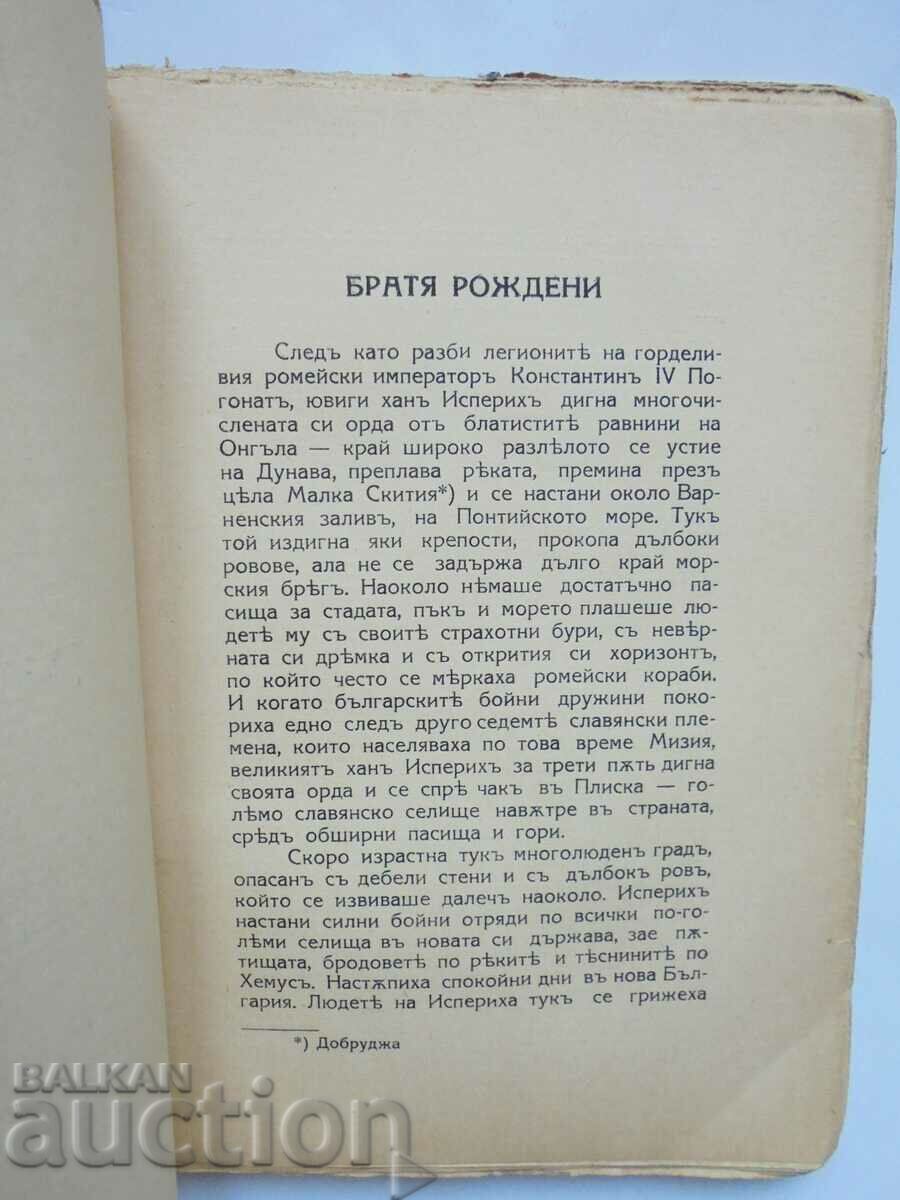 БРАТЯ РОЖДЕНИ
Следъ като разби легионитѣ на гордели-
вия ромейски императоръ Константинъ IV По-
гонатъ, ювиги ханъ Исперихъ дигна многочи-
слената си орда отъ блатиститѣ равнини на
Онгъла — край широко разлѣлото се устие
на Дунава, преплава рѣката, премина презъ
цѣла Малка Скития*) и се настани около Вар-
ненския заливъ, на Понтийското море. Тукъ
той издигна яки крепости, прокопа дълбоки
ровове, ала не се задържа дълго край мор-
ския брѣгъ. Наоколо нѣмаше достатъчно па-
сища за стадата, пъкъ и морето плашеше лю-
детѣ му съ своитѣ страхотни бури, съ невѣр-
ната си дрѣмка и съ открития си хоризонтъ,
по който често се мѣркаха ромейски кораби.
И когато българскитѣ бойни дружини поко-
риха едно следъ друго седемтѣ славянски пле-
мена, които населяваха по това време Мизия,
великиятъ ханъ Исперихъ за трети пѫть дигна
своята орда и се спрѣ чакъ въ Плиска — го-
лѣмо славянско селище навѫтре въ страната,
срѣдъ обширни пасища и гори.
Скоро израстна тукъ многолюденъ градъ,
опасанъ съ дебели стени и съ дълбокъ ровъ,
който се извиваше далечъ наоколо. Исперихъ
настани силни бойни отряди по всички по-го-
лѣми селища въ новата си държава, зае пѫ-
тищата, бродоветѣ по рѣкитѣ и тѣснинитѣ по
Хемусъ. Настѫпиха спокойни дни въ нова Бъл-
гария. Людетѣ на Испериха тукъ се грижеха
*) Добруджа
BALKAN
auction